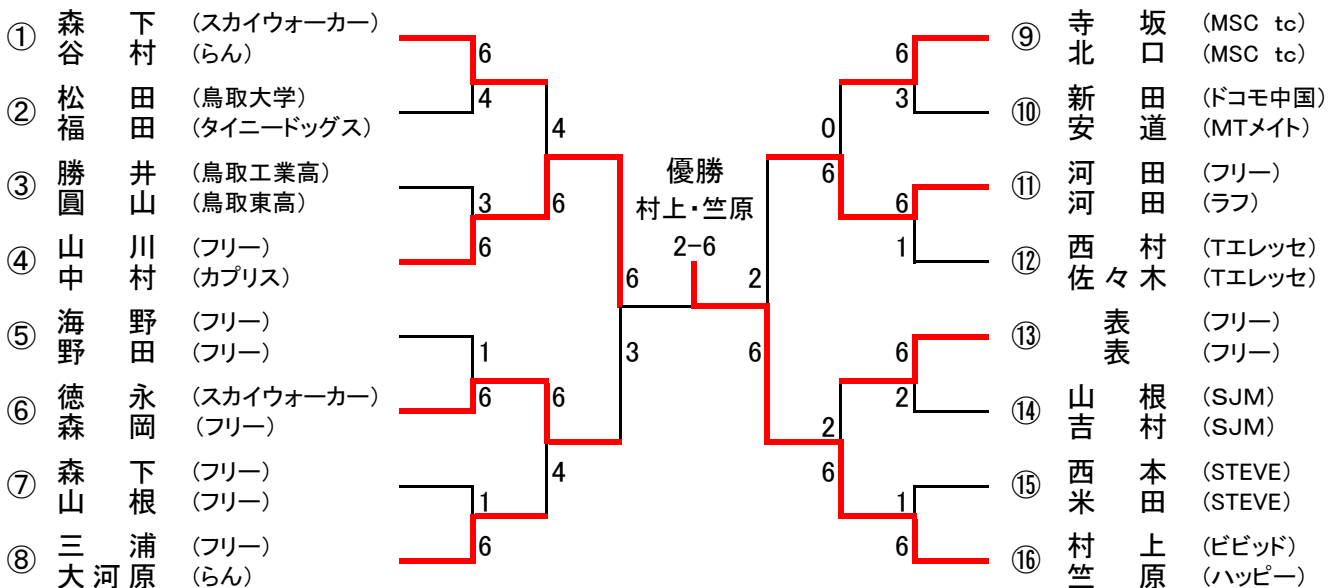 ① 森下 (スカイウォーカー)
谷村 (らん)
② 松田 (鳥取大学)
福田 (タイニードッグス)
③ 勝井 (鳥取工業高)
圓山 (鳥取東高)
④ 山川 (フリー)
中村 (カプリス)
⑤ 海野 (フリー)
野田 (フリー)
⑥ 徳永 (スカイウォーカー)
森岡 (フリー)
⑦ 森下 (フリー)
山根 (フリー)
⑧ 三浦 (フリー)
大河原 (らん)
6
4
3
6
1
6
1
6
4
6
6
4
6
3
優勝
村上・竺原
2-6
2
6
0
6
2
6
6
3
6
1
6
2
1
6
⑨ 寺坂 (MSC tc)
北口 (MSC tc)
⑩ 新田 (ドコモ中国)
安道 (MTメイト)
⑪ 河田 (フリー)
河田 (ラフ)
⑫ 西村 (Tエレッセ)
佐々木 (Tエレッセ)
⑬ 表 (フリー)
表 (フリー)
⑭ 山根 (SJM)
吉村 (SJM)
⑮ 西本 (STEVE)
米田 (STEVE)
⑯ 村上 (ビビッド)
竺原 (ハッピー)